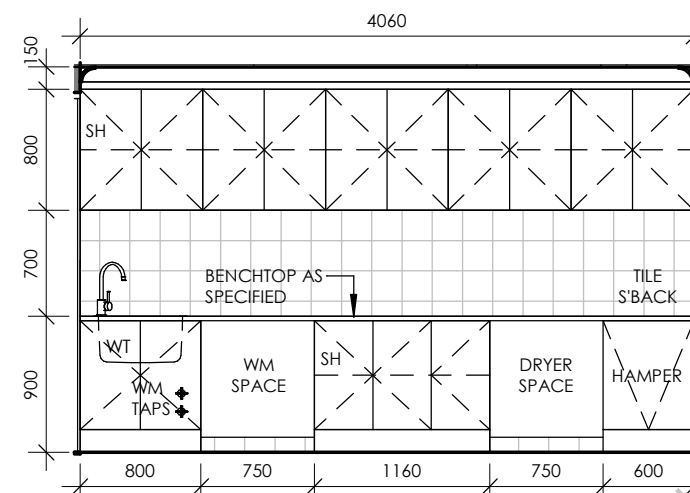 4060
150
SH
800
700
BENCHTOP AS
SPECIFIED
TILE
S'BACK
900
WT
WM
TAPS
WM
SPACE
SH
DRYER
SPACE
HAMPER
800
750
1160
750
600